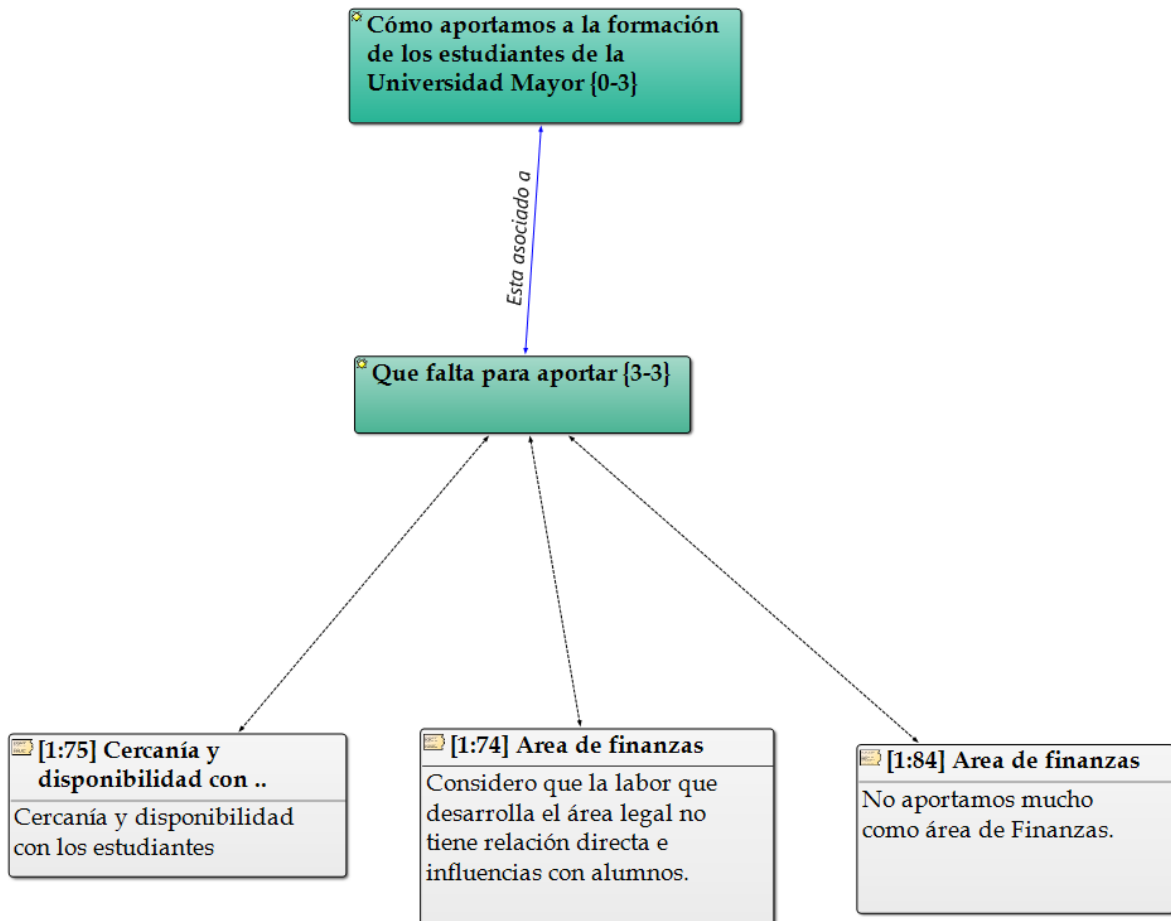 Cómo aportamos a la formación
de los estudiantes de la
Universidad Mayor {0-3}
Esta asociado a
Que falta para aportar {3-3}
[1:75] Cercanía y
disponibilidad con ..
Cercanía y disponibilidad
con los estudiantes
[1:74] Area de finanzas
Considero que la labor que
desarrolla el área legal no
tiene relación directa e
influencias con alumnos.
[1:84] Area de finanzas
No aportamos mucho
como área de Finanzas.